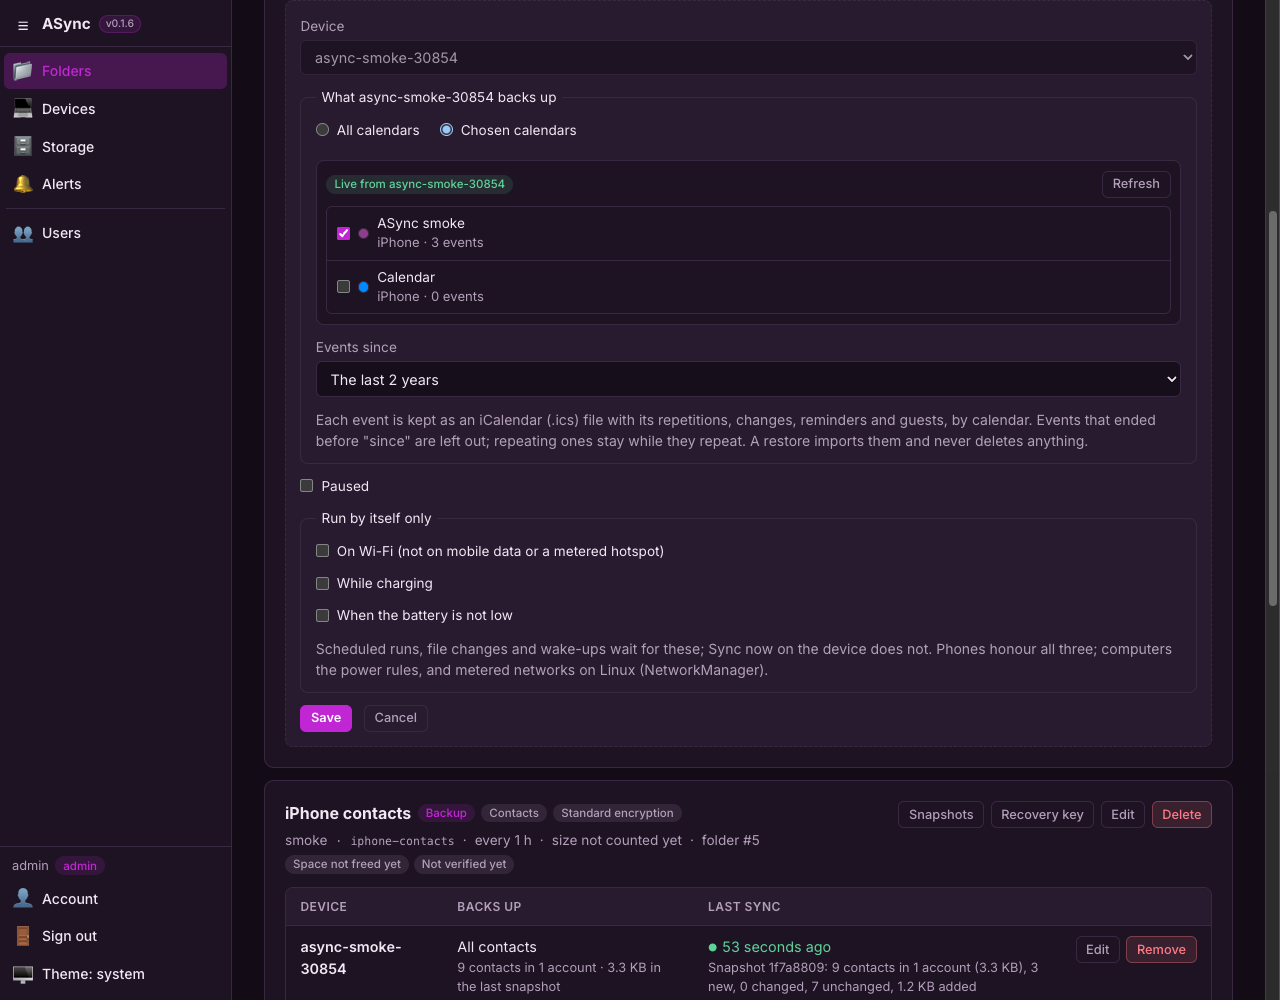 ☰ ASync v0.1.6
Folders
Devices
Storage
Alerts
Users
admin admin
Account
Sign out
Theme: system
Device
async-smoke-30854
What async-smoke-30854 backs up
All calendars Chosen calendars
Live from async-smoke-30854 Refresh
ASync smoke
iPhone · 3 events
Calendar
iPhone · 0 events
Events since
The last 2 years
Each event is kept as an iCalendar (.ics) file with its repetitions, changes, reminders and guests, by calendar. Events that ended
before "since" are left out; repeating ones stay while they repeat. A restore imports them and never deletes anything.
Paused
Run by itself only
On Wi-Fi (not on mobile data or a metered hotspot)
While charging
When the battery is not low
Scheduled runs, file changes and wake-ups wait for these; Sync now on the device does not. Phones honour all three; computers
the power rules, and metered networks on Linux (NetworkManager).
Save Cancel
iPhone contacts Backup Contacts Standard encryption Snapshots Recovery key Edit Delete
smoke · iphone-contacts · every 1 h · size not counted yet · folder #5
Space not freed yet Not verified yet
DEVICE BACKS UP LAST SYNC
async-smoke-30854 All contacts 53 seconds ago Edit Remove
9 contacts in 1 account · 3.3 KB in the last snapshot
Snapshot 1f7a8809: 9 contacts in 1 account (3.3 KB), 3
new, 0 changed, 7 unchanged, 1.2 KB added